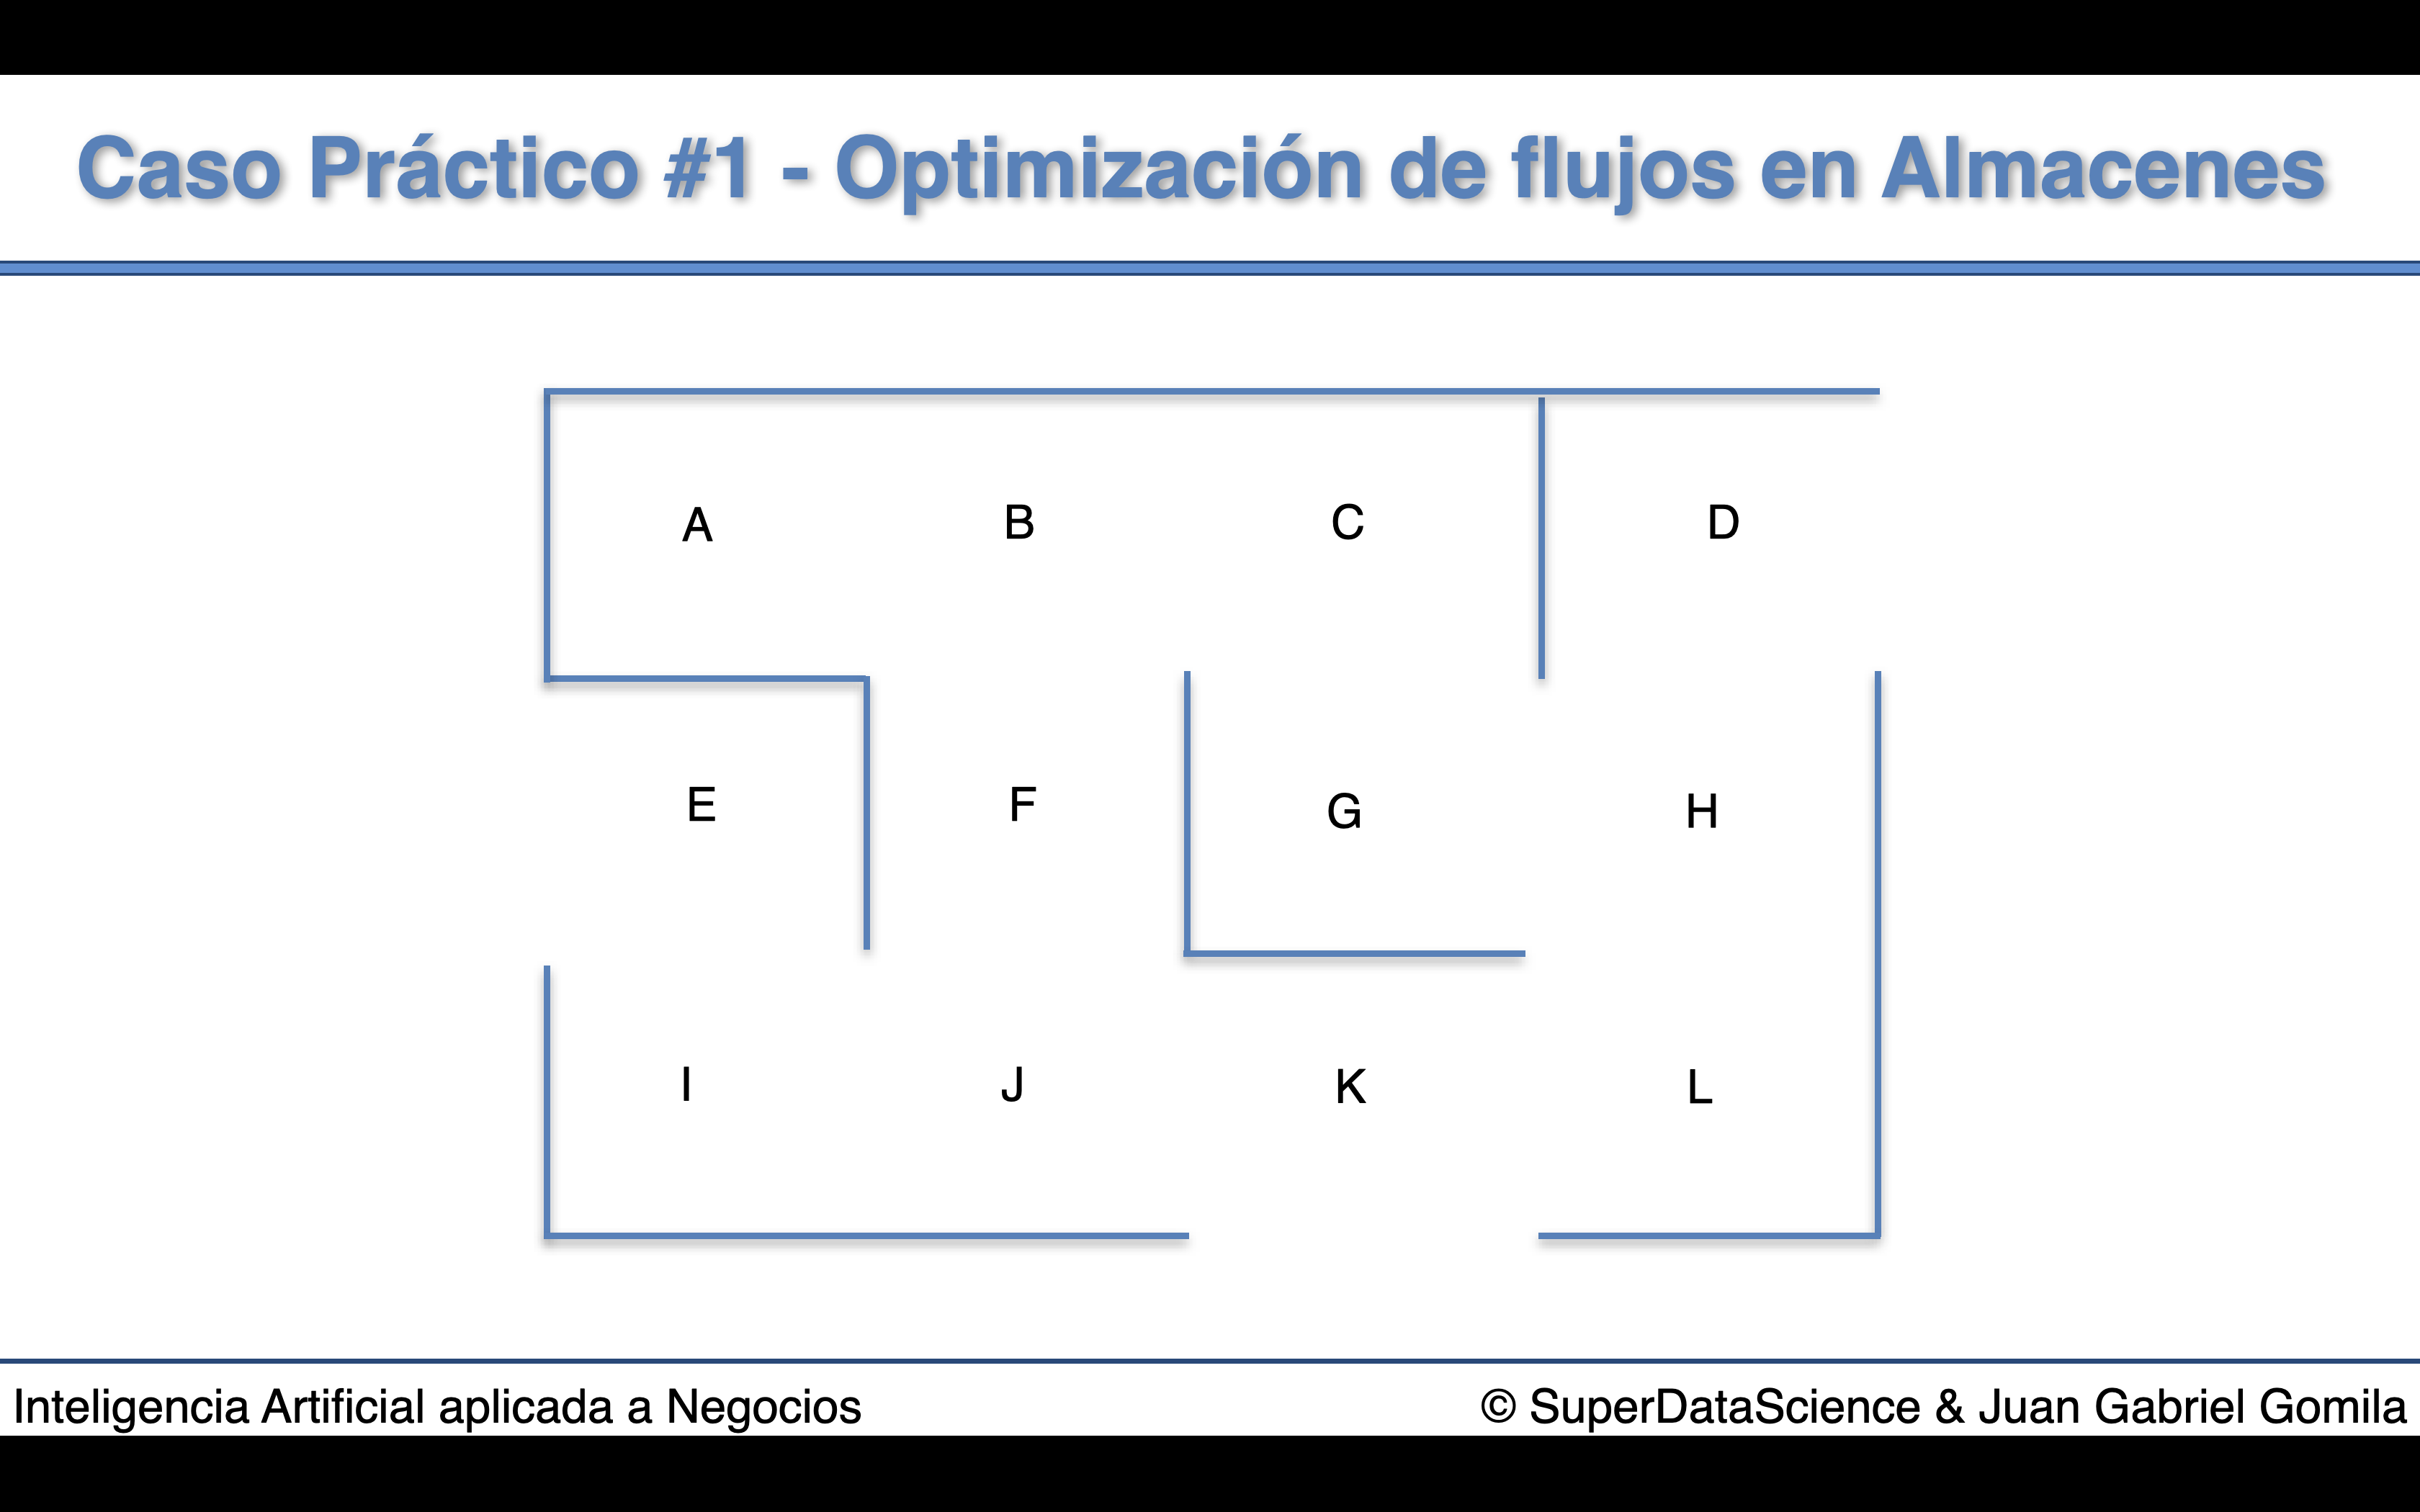 Caso Práctico #1 - Optimización de flujos en Almacenes
A B C D
E F G H
I J K L
Inteligencia Artificial aplicada a Negocios
© SuperDataScience & Juan Gabriel Gomila